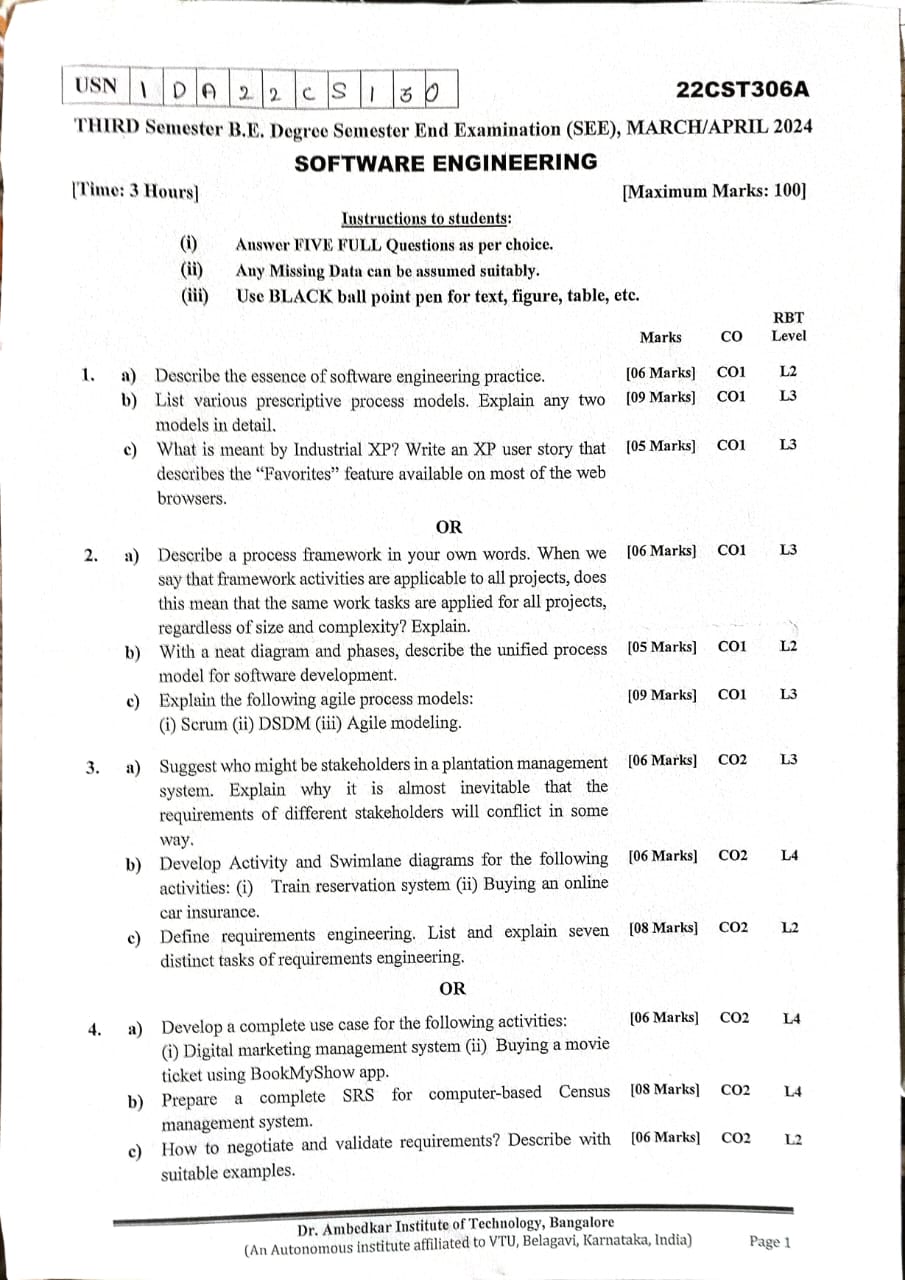 USN 1 D A 2 2 C S 1 3 0
22CST306A
THIRD Semester B.E. Degree Semester End Examination (SEE), MARCH/APRIL 2024
SOFTWARE ENGINEERING
[Time: 3 Hours] [Maximum Marks: 100]
Instructions to students:
(i) Answer FIVE FULL Questions as per choice.
(ii) Any Missing Data can be assumed suitably.
(iii) Use BLACK ball point pen for text, figure, table, etc.
RBT
Marks CO Level
1. a) Describe the essence of software engineering practice. [06 Marks] CO1 L2
b) List various prescriptive process models. Explain any two [09 Marks] CO1 L3
models in detail.
c) What is meant by Industrial XP? Write an XP user story that [05 Marks] CO1 L3
describes the “Favorites” feature available on most of the web
browsers.
OR
2. a) Describe a process framework in your own words. When we [06 Marks] CO1 L3
say that framework activities are applicable to all projects, does
this mean that the same work tasks are applied for all projects,
regardless of size and complexity? Explain.
b) With a neat diagram and phases, describe the unified process [05 Marks] CO1 L2
model for software development.
c) Explain the following agile process models: [09 Marks] CO1 L3
(i) Scrum (ii) DSDM (iii) Agile modeling.
3. a) Suggest who might be stakeholders in a plantation management [06 Marks] CO2 L3
system. Explain why it is almost inevitable that the
requirements of different stakeholders will conflict in some
way.
b) Develop Activity and Swimlane diagrams for the following [06 Marks] CO2 L4
activities: (i) Train reservation system (ii) Buying an online
car insurance.
c) Define requirements engineering. List and explain seven [08 Marks] CO2 L2
distinct tasks of requirements engineering.
OR
4. a) Develop a complete use case for the following activities: [06 Marks] CO2 L4
(i) Digital marketing management system (ii) Buying a movie
ticket using BookMyShow app.
b) Prepare a complete SRS for computer-based Census [08 Marks] CO2 L4
management system.
c) How to negotiate and validate requirements? Describe with [06 Marks] CO2 L2
suitable examples.
Dr. Ambedkar Institute of Technology, Bangalore
(An Autonomous institute affiliated to VTU, Belagavi, Karnataka, India) Page 1